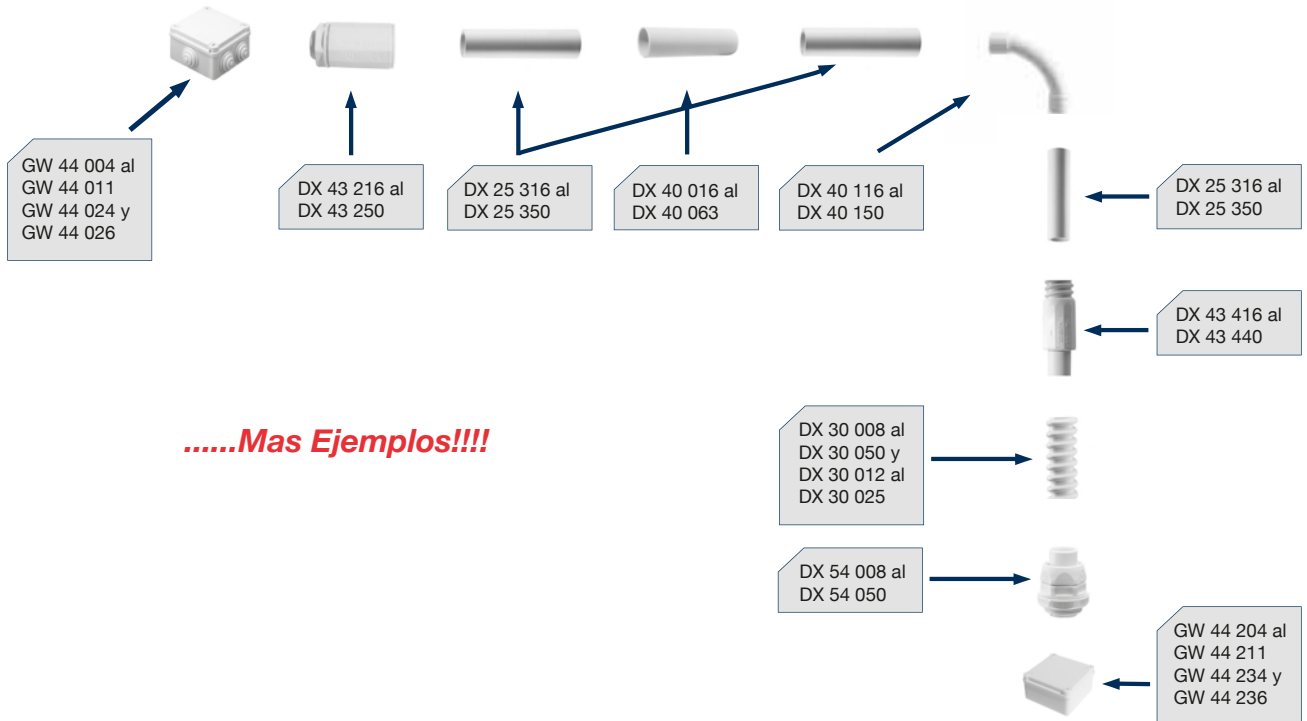 GW 44 004 al
GW 44 011
GW 44 024 y
GW 44 026
DX 43 216 al
DX 43 250
DX 25 316 al
DX 25 350
DX 40 016 al
DX 40 063
DX 40 116 al
DX 40 150
DX 25 316 al
DX 25 350
DX 43 416 al
DX 43 440
......Mas Ejemplos!!!!
DX 30 008 al
DX 30 050 y
DX 30 012 al
DX 30 025
DX 54 008 al
DX 54 050
GW 44 204 al
GW 44 211
GW 44 234 y
GW 44 236